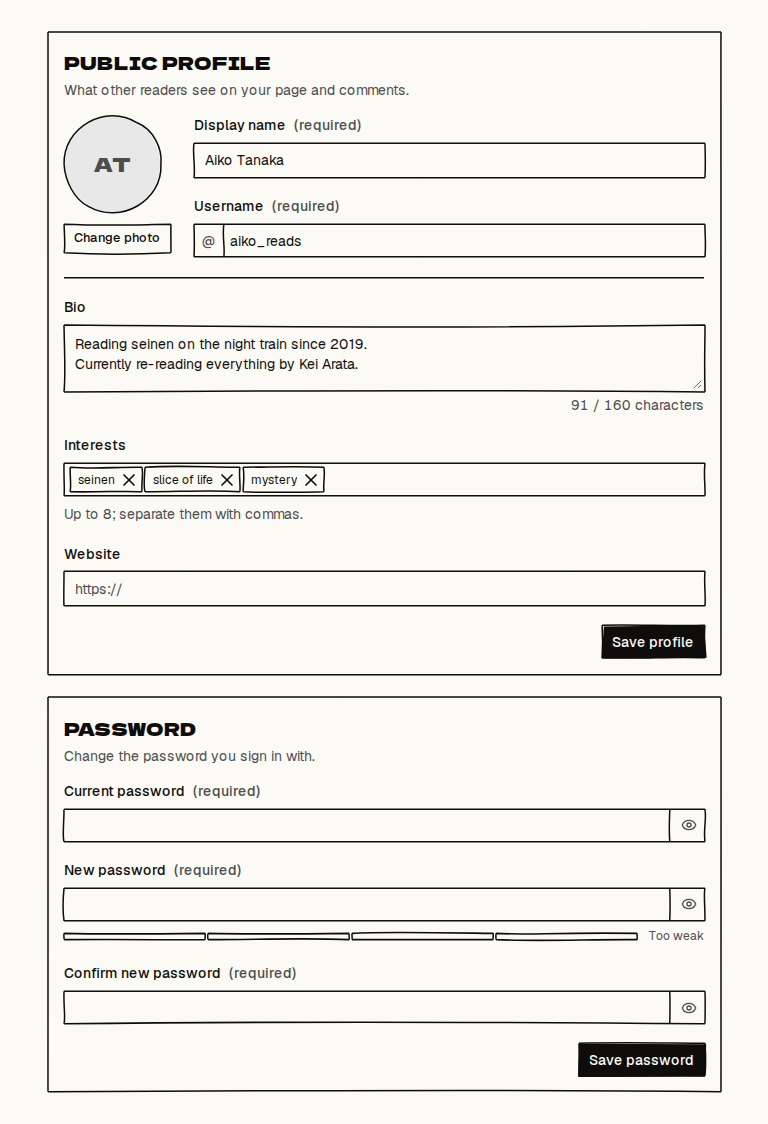 PUBLIC PROFILE
What other readers see on your page and comments.
AT
Change photo
Display name (required)
Aiko Tanaka
Username (required)
@ aiko_reads
Bio
Reading seinen on the night train since 2019.
Currently re-reading everything by Kei Arata.
91 / 160 characters
Interests
seinen slice of life mystery
Up to 8; separate them with commas.
Website
https://
Save profile
PASSWORD
Change the password you sign in with.
Current password (required)
New password (required)
Too weak
Confirm new password (required)
Save password